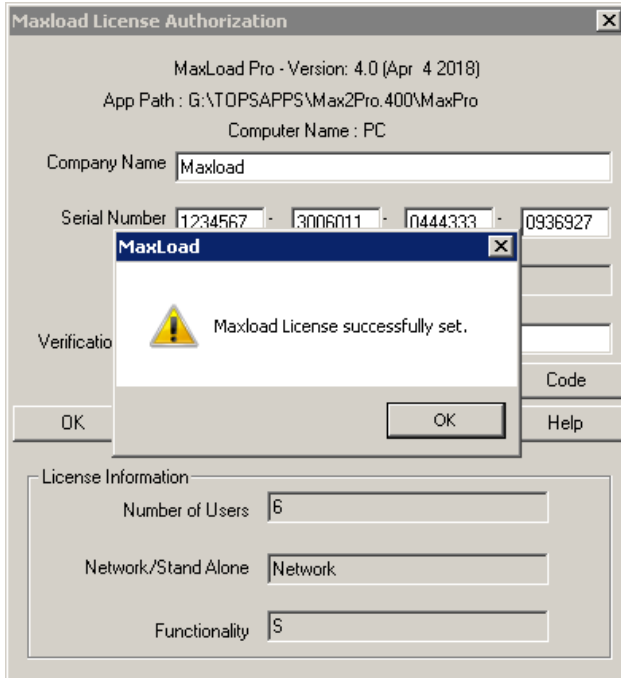 Maxload License Authorization
MaxLoad Pro - Version: 4.0 (Apr 4 2018)
App Path : G:\TOPSAPPS\Max2Pro.400\MaxPro
Computer Name : PC
Company Name Maxload
Serial Number 1234567 - 3006011 - 0444333 - 0936927
MaxLoad
Maxload License successfully set.
Verificatio
Code
OK OK Help
License Information
Number of Users 6
Network/Stand Alone Network
Functionality S